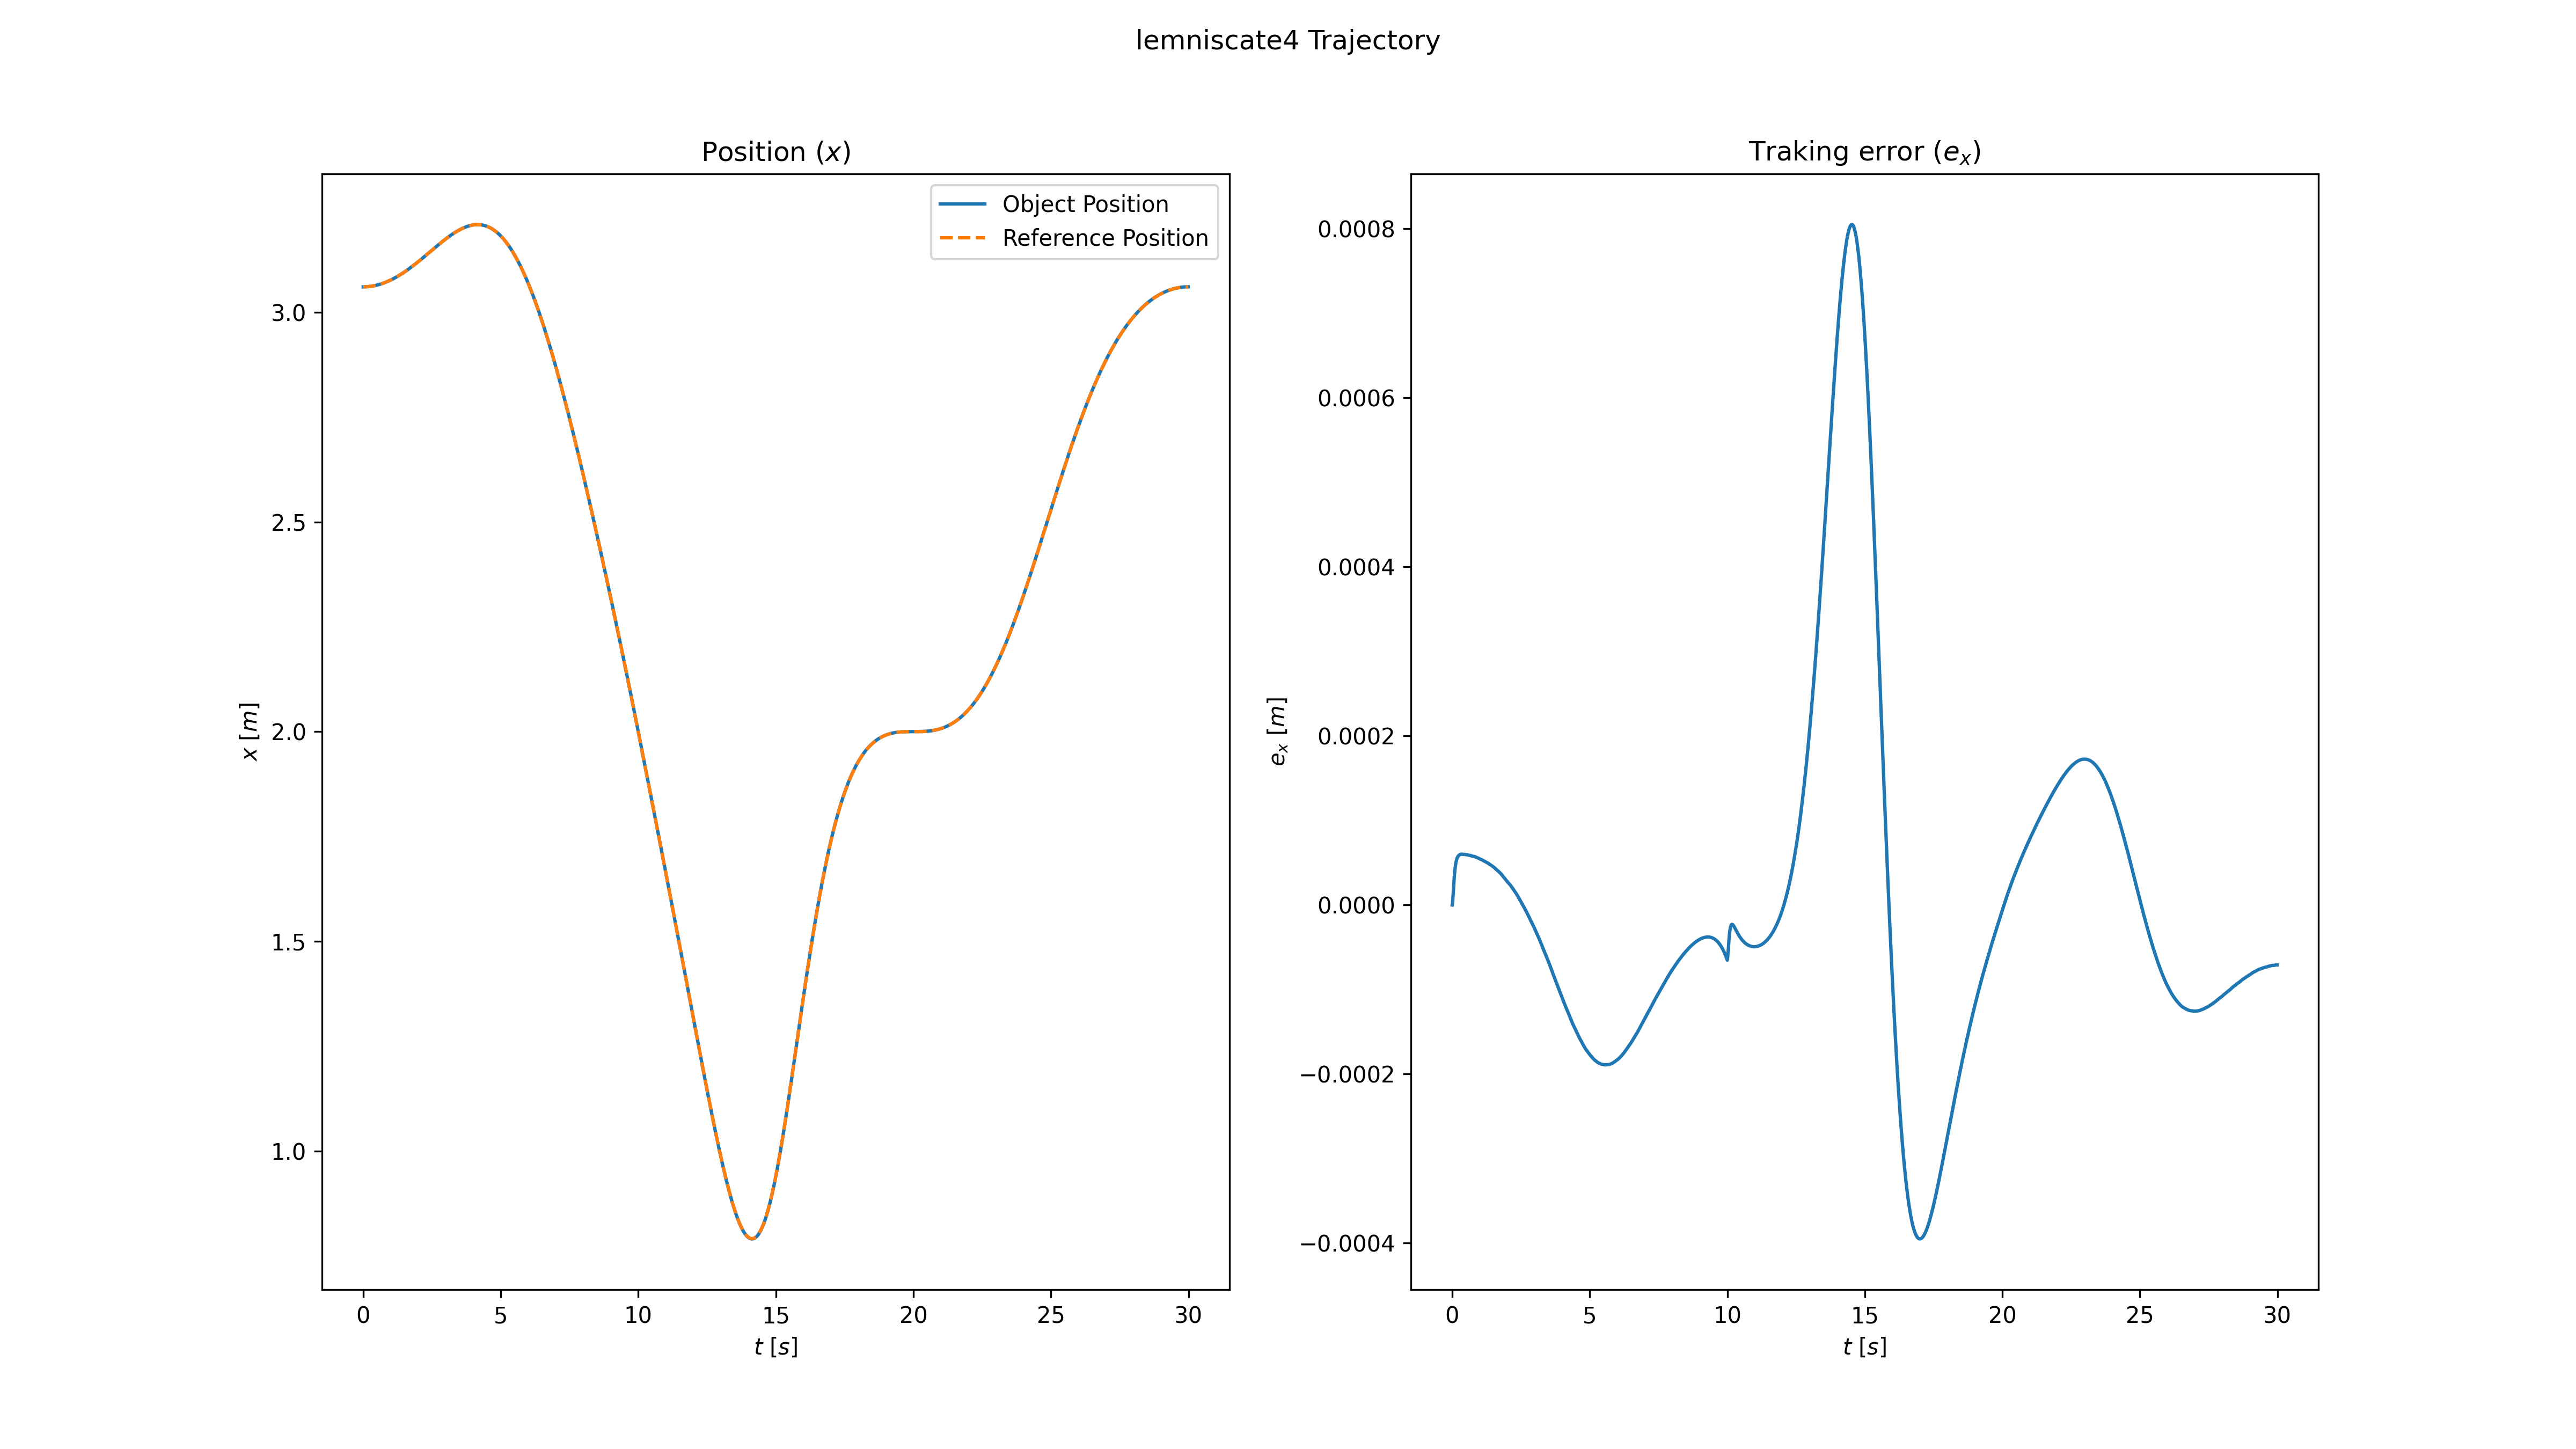 lemniscate4 Trajectory
Position (x)
Object Position
Reference Position
3.0
2.5
2.0
1.5
1.0
x [m]
0 5 10 15 20 25 30
t [s]
Traking error (eₓ)
0.0008
0.0006
0.0004
0.0002
0.0000
−0.0002
−0.0004
eₓ [m]
0 5 10 15 20 25 30
t [s]